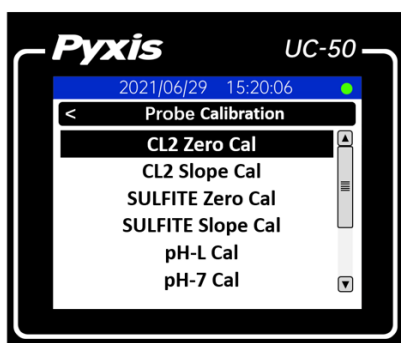 Pyxis UC-50
2021/06/29 15:20:06
< Probe Calibration
CL2 Zero Cal
CL2 Slope Cal
SULFITE Zero Cal
SULFITE Slope Cal
pH-L Cal
pH-7 Cal